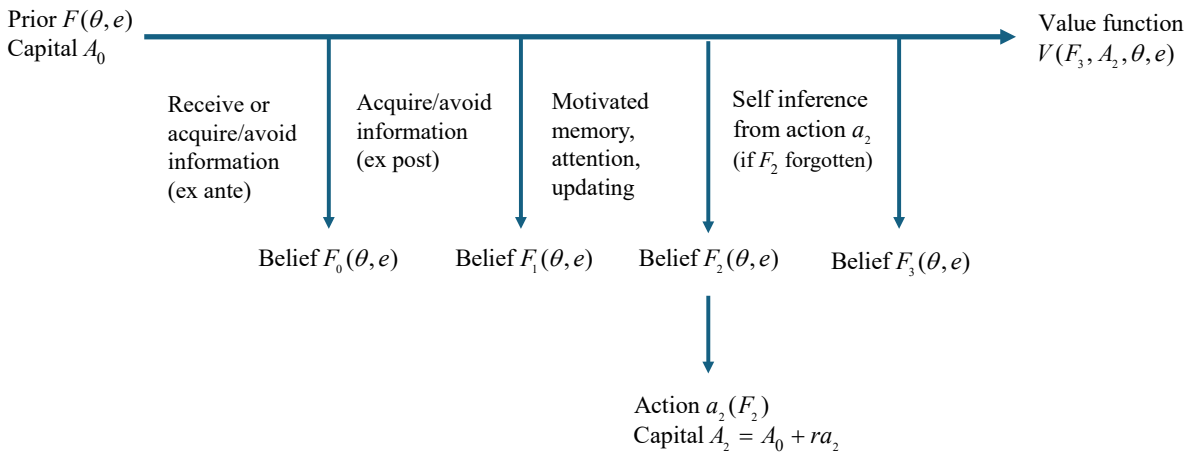 Prior F(θ, e)
Capital A₀
Value function
V(F₃, A₂, θ, e)
Receive or
acquire/avoid
information
(ex ante)
Acquire/avoid
information
(ex post)
Motivated
memory,
attention,
updating
Self inference
from action a₂
(if F₂ forgotten)
Belief F₀(θ, e)
Belief F₁(θ, e)
Belief F₂(θ, e)
Belief F₃(θ, e)
Action a₂(F₂)
Capital A₂ = A₀ + ra₂